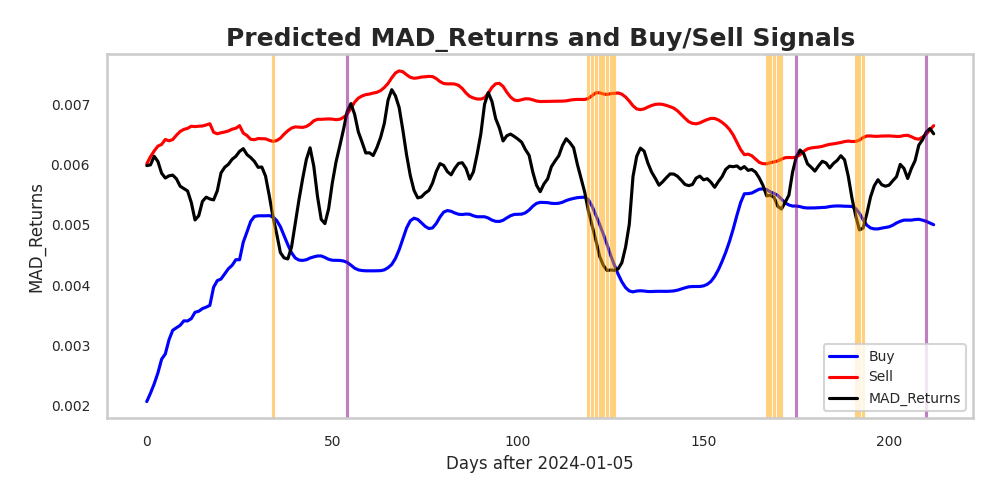 Predicted MAD_Returns and Buy/Sell Signals
MAD_Returns
0.007
0.006
0.005
0.004
0.003
0.002
0
50
100
150
200
Days after 2024-01-05
Buy
Sell
MAD_Returns